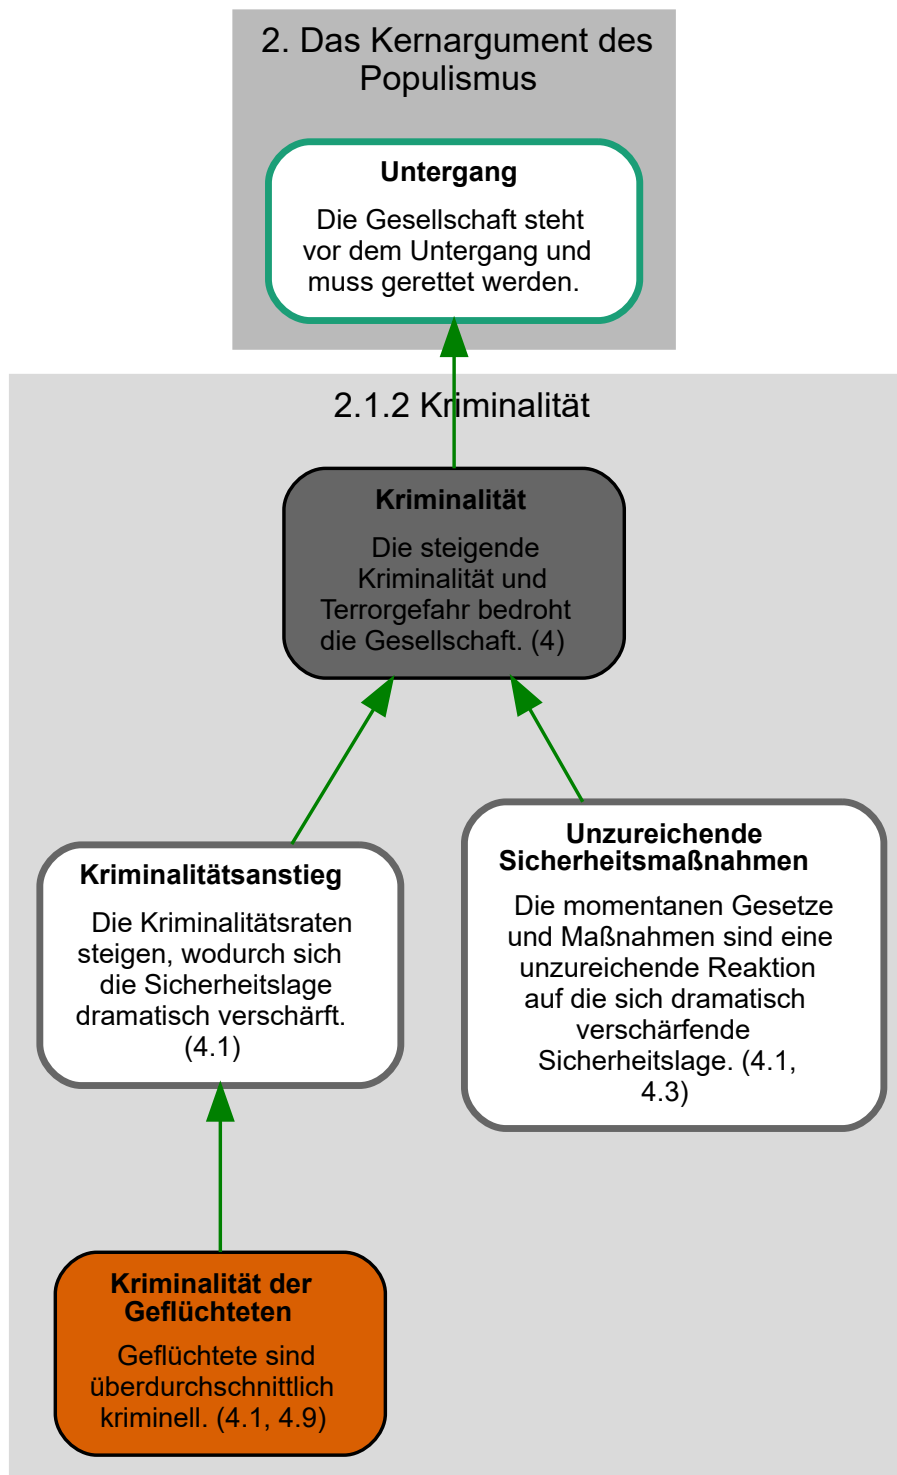 2. Das Kernargument des
Populismus
Untergang
Die Gesellschaft steht
vor dem Untergang und
muss gerettet werden.
2.1.2 Kriminalität
Kriminalität
Die steigende
Kriminalität und
Terrorgefahr bedroht
die Gesellschaft. (4)
Kriminalitätsanstieg
Die Kriminalitätsraten
steigen, wodurch sich
die Sicherheitslage
dramatisch verschärft.
(4.1)
Unzureichende
Sicherheitsmaßnahmen
Die momentanen Gesetze
und Maßnahmen sind eine
unzureichende Reaktion
auf die sich dramatisch
verschärfende
Sicherheitslage. (4.1,
4.3)
Kriminalität der
Geflüchteten
Geflüchtete sind
überdurchschnittlich
kriminell. (4.1, 4.9)